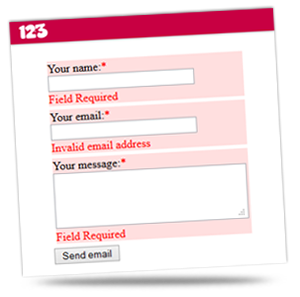 123
Your name:*
Field Required
Your email:*
Invalid email address
Your message:*
Field Required
Send email